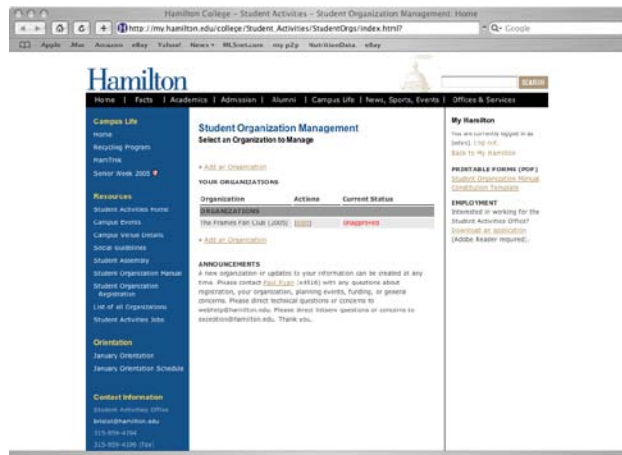 Hamilton College – Student Activities – Student Organization Management: Home
http://my.hamilton.edu/college/Student_Activities/StudentOrgs/index.html?
Google
Apple Mac Amazon eBay Yahoo! News MLSnet.com my p2p NutritionData eBay
Hamilton
SEARCH
Home | Facts | Academics | Admission | Alumni | Campus Life | News, Sports, Events | Offices & Services
Campus Life
Home
Recycling Program
HamTrek
Senior Week 2005
Resources
Student Activities Home
Campus Events
Campus Venue Details
Social Guidelines
Student Assembly
Student Organization Manual
Student Organization
Registration
List of all Organizations
Student Activities Jobs
Orientation
January Orientation
January Orientation Schedule
Contact Information
Student Activities Office
bristol@hamilton.edu
315-859-4194
Student Organization Management
Select an Organization to Manage
+ Add an Organization
YOUR ORGANIZATIONS
Organization Actions Current Status
ORGANIZATIONS
The Frames Fan Club (2005) [Edit] Unapproved
+ Add an Organization
ANNOUNCEMENTS
A new organization or updates to your information can be created at any
time. Please contact Paul Ryan (x4516) with any questions about
registration, your organization, planning events, funding, or general
concerns. Please direct technical questions or concerns to
webhelp@hamilton.edu. Please direct listserv questions or concerns to
@hamilton.edu. Thank you.
My Hamilton
You are currently logged in as
Log out.
Back to My Hamilton
PRINTABLE FORMS (PDF)
Student Organization Manual
Constitution Template
EMPLOYMENT
Interested in working for the
Student Activities Office?
Download an application
(Adobe Reader required).